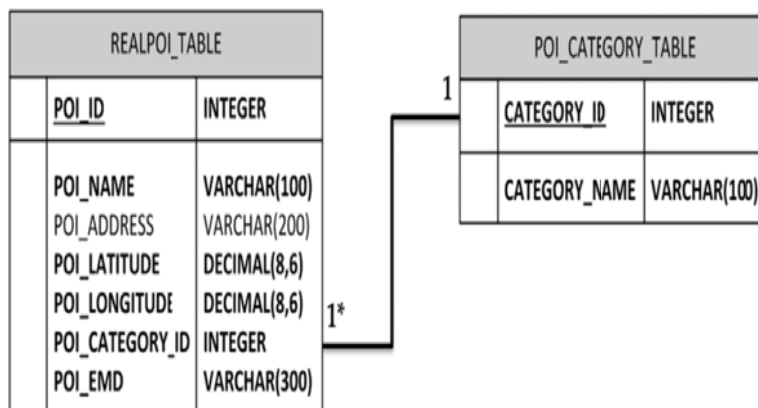 REALPOI_TABLE
POI_ID INTEGER
POI_NAME VARCHAR(100)
POI_ADDRESS VARCHAR(200)
POI_LATITUDE DECIMAL(8,6)
POI_LONGITUDE DECIMAL(8,6)
POI_CATEGORY_ID INTEGER
POI_EMD VARCHAR(300)
1*
1
POI_CATEGORY_TABLE
CATEGORY_ID INTEGER
CATEGORY_NAME VARCHAR(100)